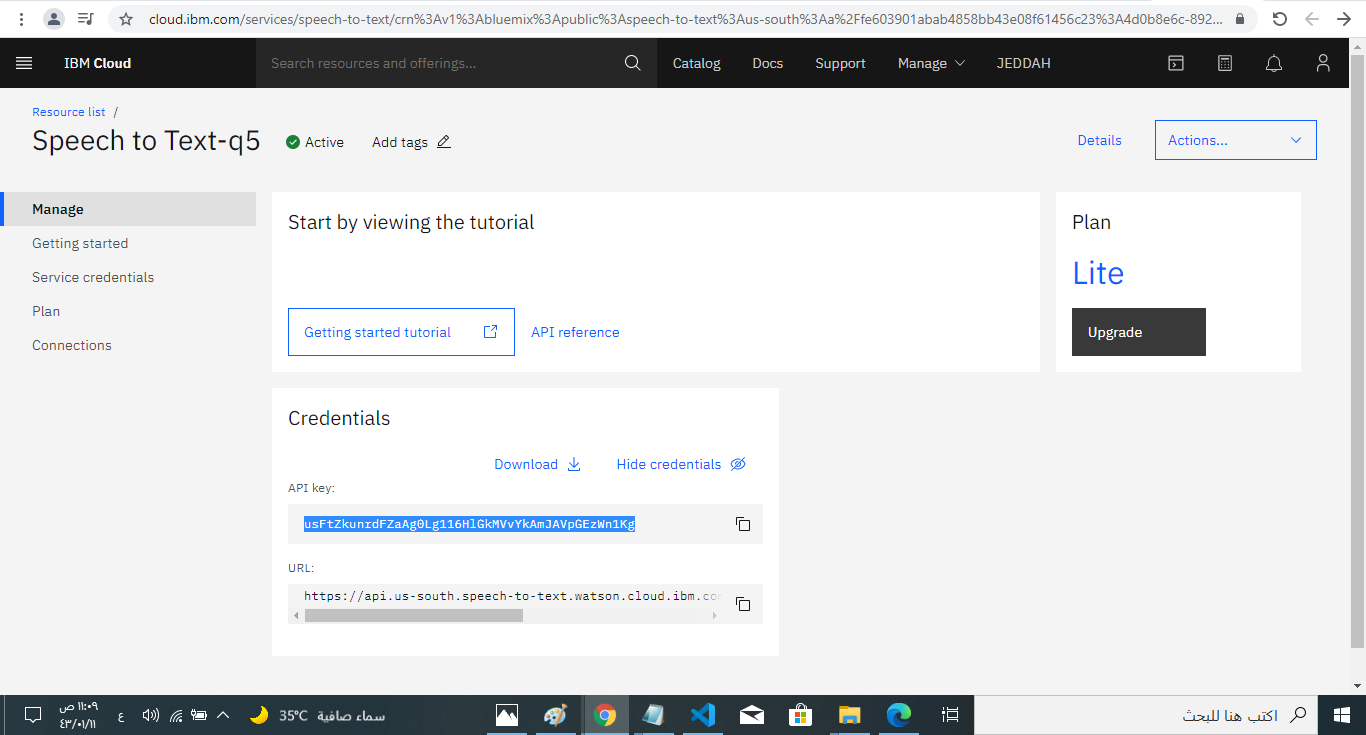 cloud.ibm.com/services/speech-to-text/crn%3Av1%3Abluemix%3Apublic%3Aspeech-to-text%3Aus-south%3Aa%2Ffe603901abab4858bb43e08f61456c23%3A4d0b8e6c-892...
IBM Cloud
Search resources and offerings...
Catalog
Docs
Support
Manage
JEDDAH
Resource list /
Speech to Text-q5
Active
Add tags
Details
Actions...
Manage
Getting started
Service credentials
Plan
Connections
Start by viewing the tutorial
Getting started tutorial
API reference
Plan
Lite
Upgrade
Credentials
Download
Hide credentials
API key:
usFtZkunrdFZaAg0Lg116HlGkMVvYkAmJAVpGEzWn1Kg
URL:
https://api.us-south.speech-to-text.watson.cloud.ibm.com
اكتب هنا للبحث
35°C سماء صافية
ع
١١:٠٩ ص
٤٣/٠١/١١